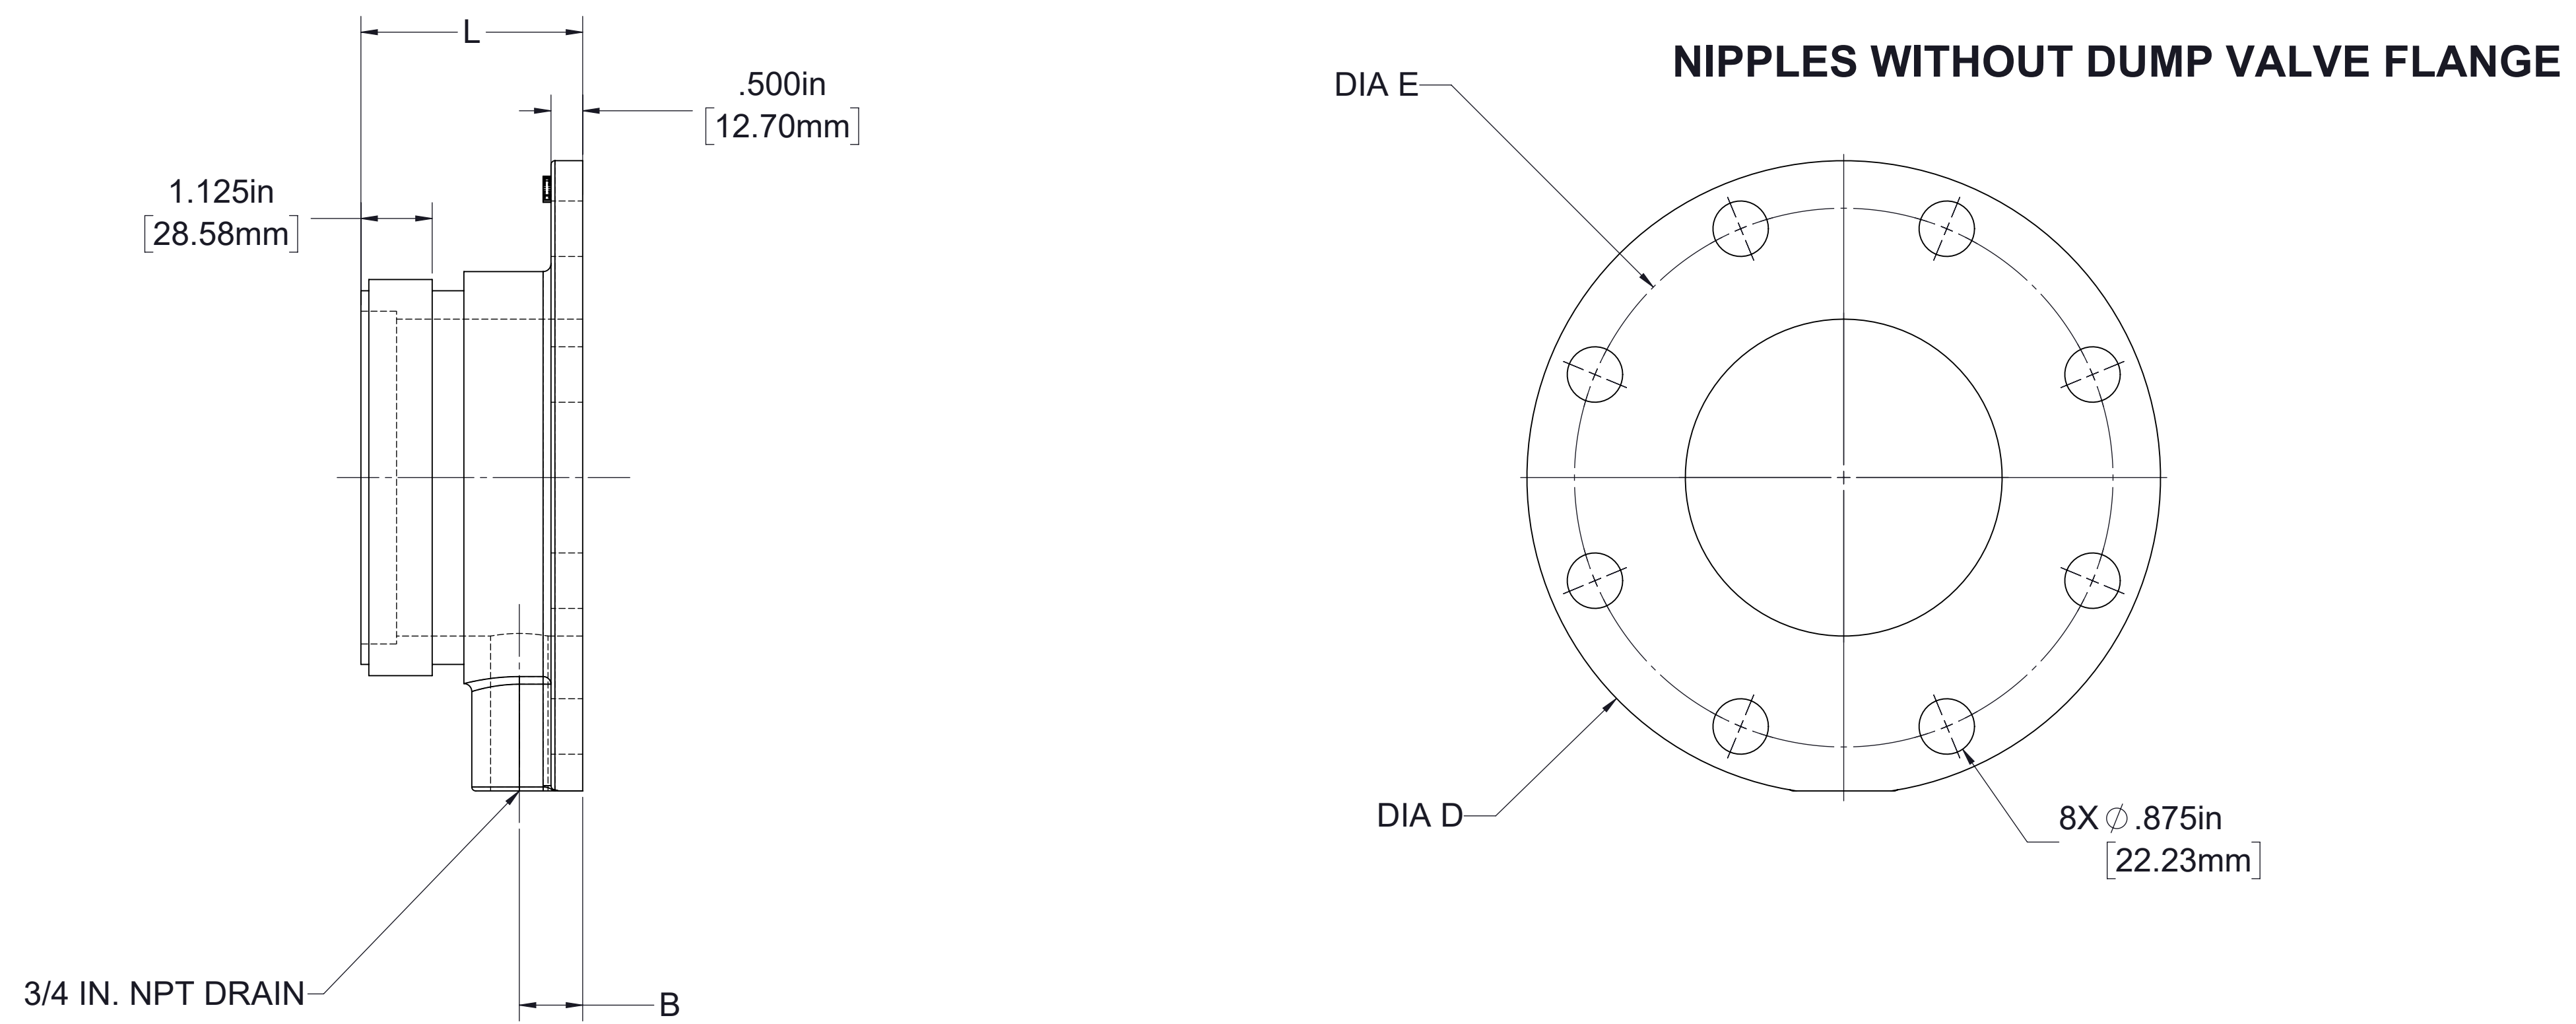 L
.500in
[12.70mm]
1.125in
[28.58mm]
3/4 IN. NPT DRAIN
B
NIPPLES WITHOUT DUMP VALVE FLANGE
DIA E
DIA D
8X ⌀ .875in
[22.23mm]